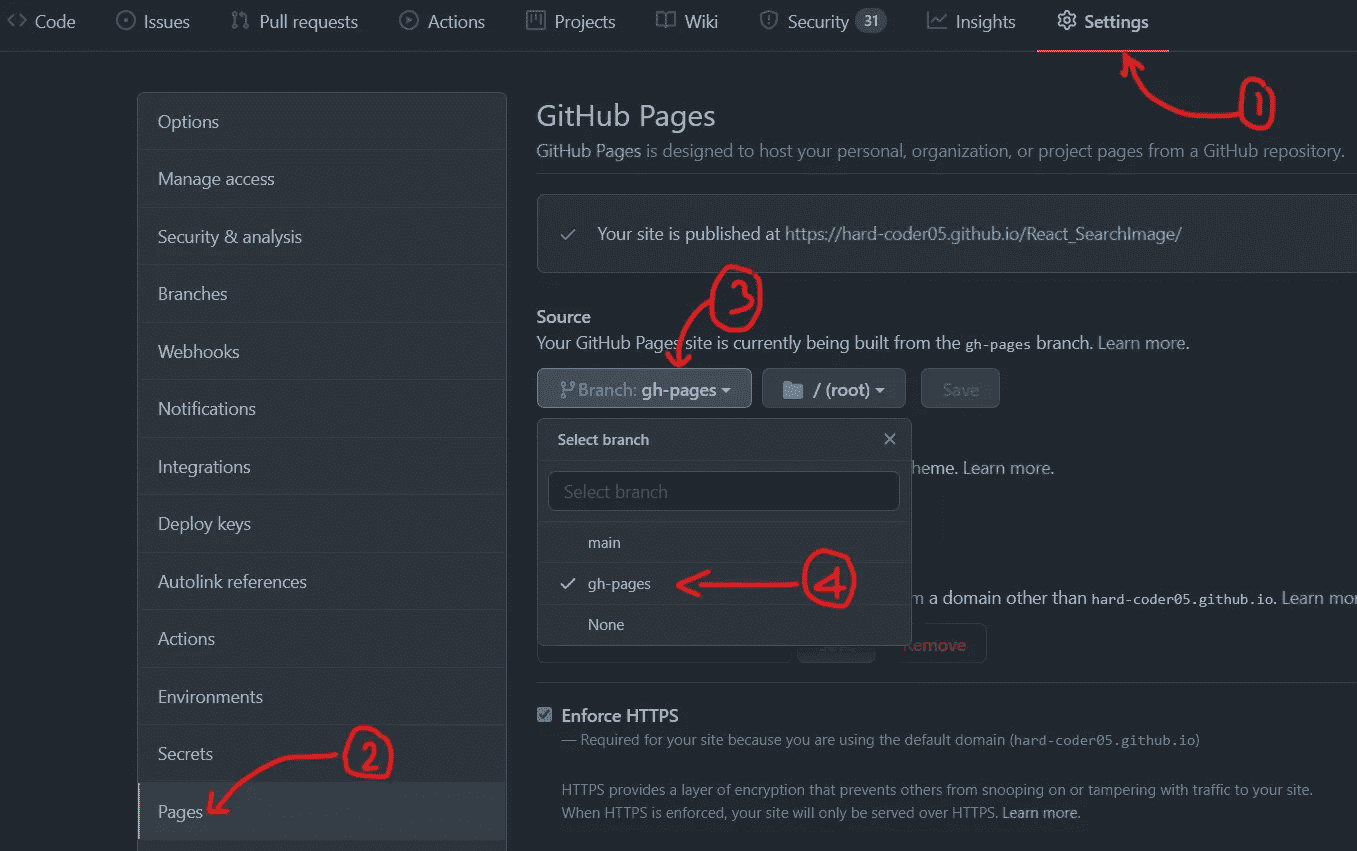 Code Issues Pull requests Actions Projects Wiki Security 31 Insights Settings
1
Options
Manage access
Security & analysis
Branches
Webhooks
Notifications
Integrations
Deploy keys
Autolink references
Actions
Environments
Secrets
2
Pages
GitHub Pages
GitHub Pages is designed to host your personal, organization, or project pages from a GitHub repository.
Your site is published at https://hard-coder05.github.io/React_SearchImage/
3
Source
Your GitHub Pages site is currently being built from the gh-pages branch. Learn more.
Branch: gh-pages / (root) Save
Select branch
heme. Learn more.
Select branch
main
gh-pages
4
m a domain other than hard-coder05.github.io. Learn mor
None
Remove
Enforce HTTPS
— Required for your site because you are using the default domain (hard-coder05.github.io)
HTTPS provides a layer of encryption that prevents others from snooping on or tampering with traffic to your site.
When HTTPS is enforced, your site will only be served over HTTPS. Learn more.